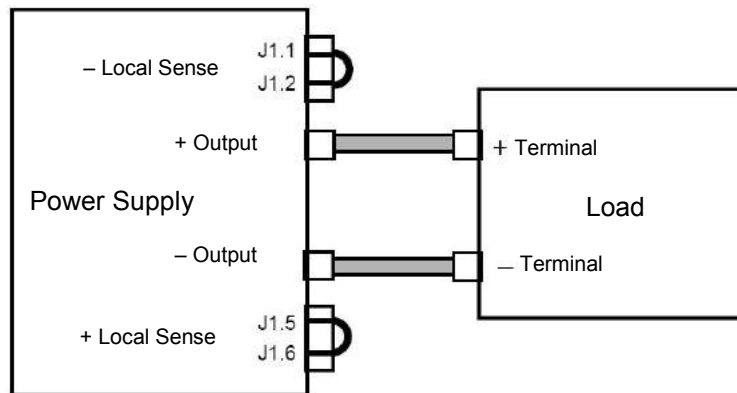 J1.1
– Local Sense
J1.2
+ Output
+ Terminal
Power Supply
Load
– Output
– Terminal
J1.5
+ Local Sense
J1.6